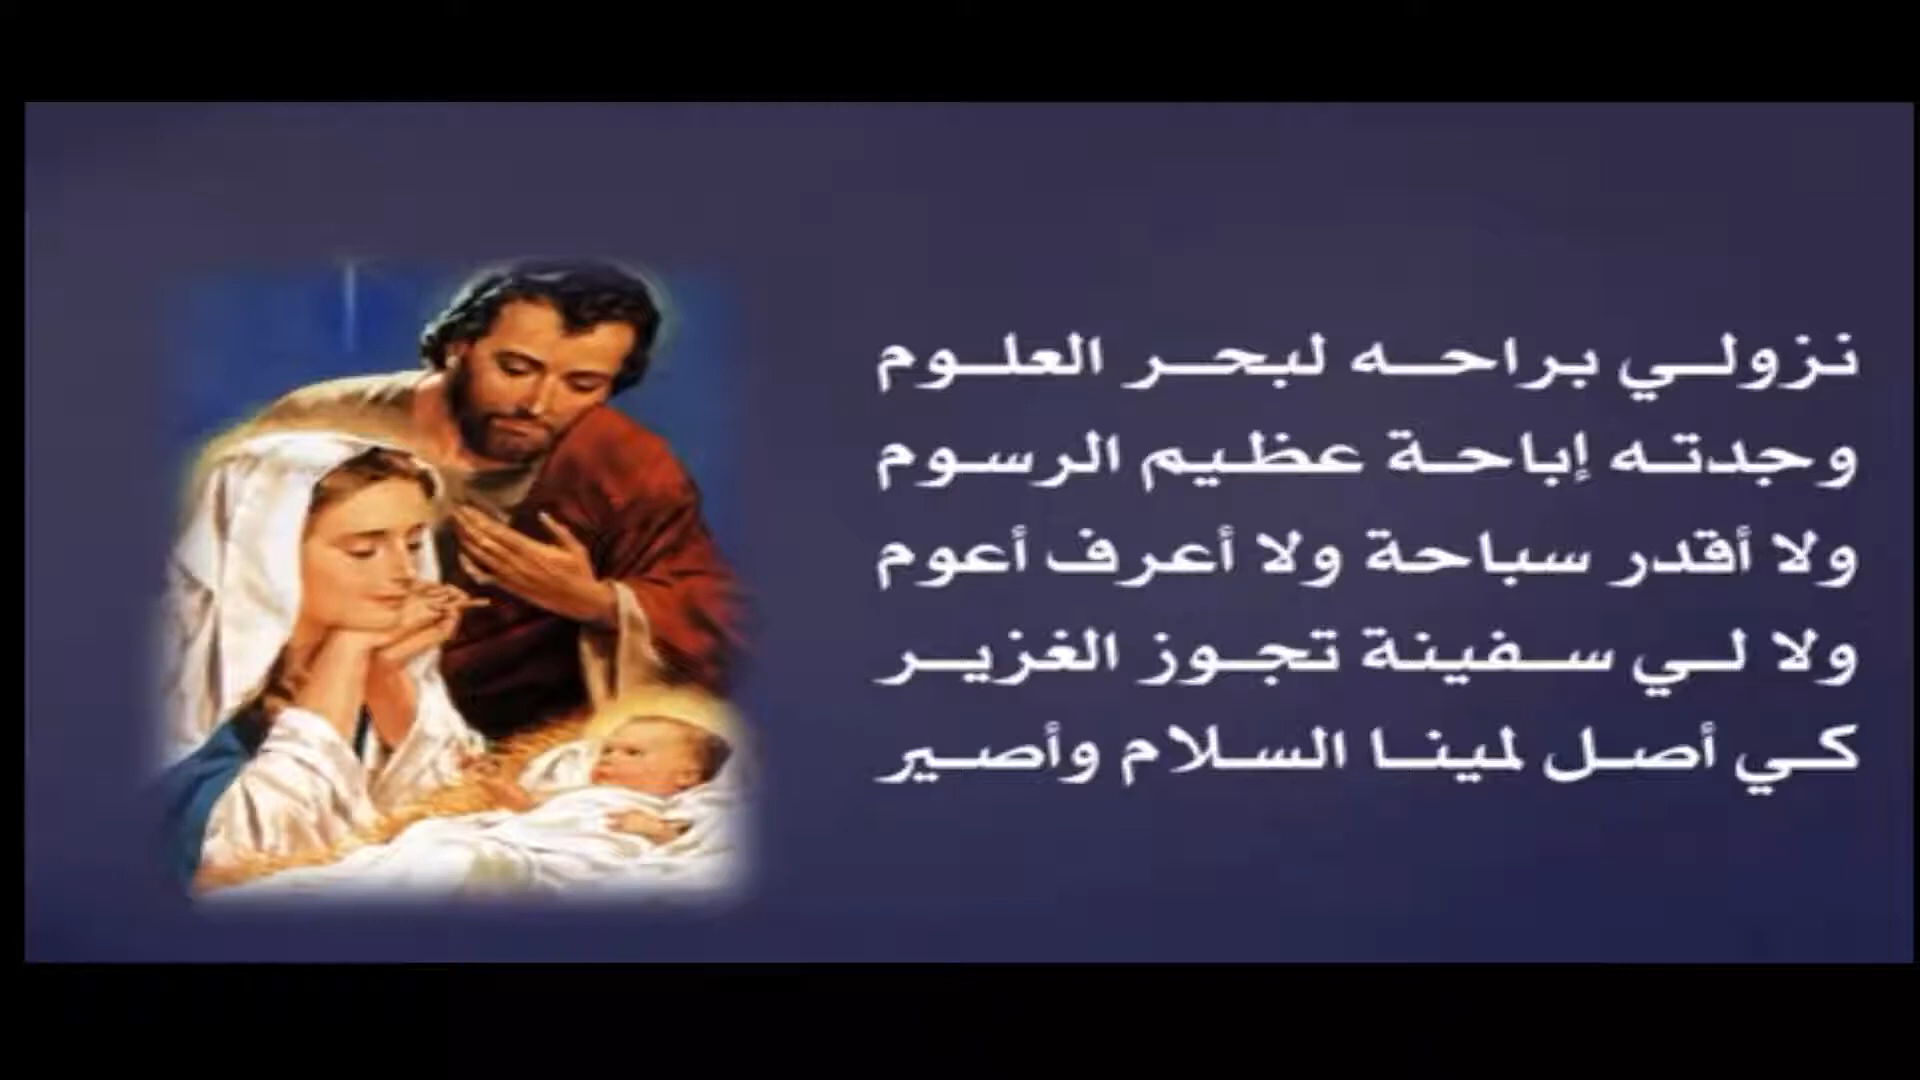 نزولي براحه لبحر العلوم
وجدته إباحة عظيم الرسوم
ولا أقدر سباحة ولا أعرف أعوم
ولا لي سفينة تجوز الغزير
كي أصل لمينا السلام وأصير